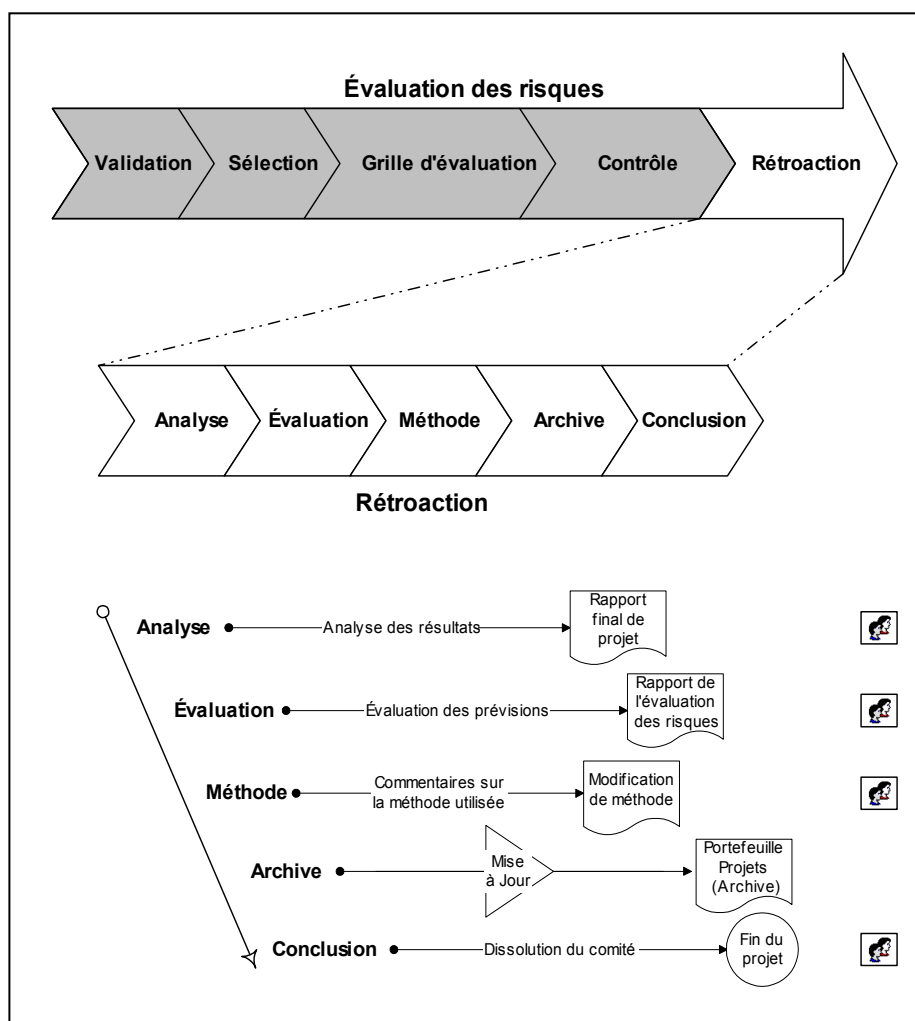 Évaluation des risques
Validation
Sélection
Grille d'évaluation
Contrôle
Rétroaction
Analyse
Évaluation
Méthode
Archive
Conclusion
Rétroaction
Analyse
Analyse des résultats
Rapport
final de
projet
Évaluation
Évaluation des prévisions
Rapport de
l'évaluation
des risques
Méthode
Commentaires sur
la méthode utilisée
Modification
de méthode
Archive
Mise
à Jour
Portefeuille
Projets
(Archive)
Conclusion
Dissolution du comité
Fin du
projet